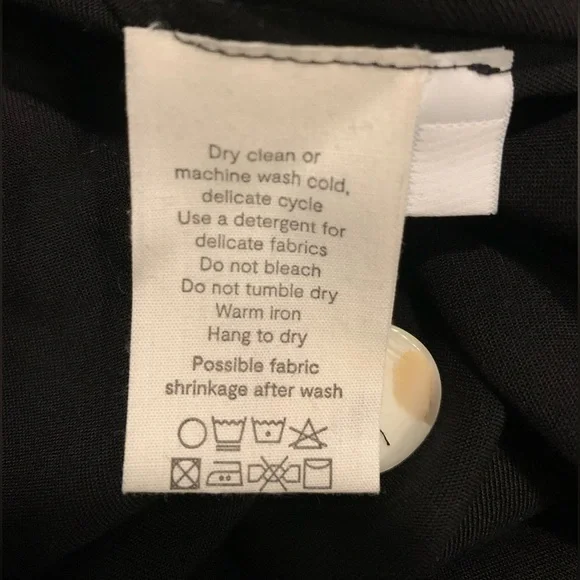 Dry clean or
machine wash cold,
delicate cycle
Use a detergent for
delicate fabrics
Do not bleach
Do not tumble dry
Warm iron
Hang to dry
Possible fabric
shrinkage after wash